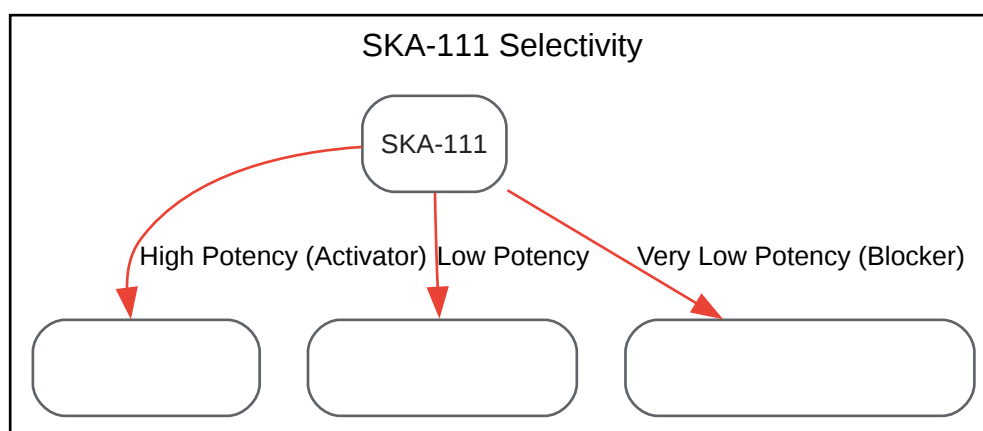 SKA-111 Selectivity
SKA-111
High Potency (Activator)
Low Potency
Very Low Potency (Blocker)